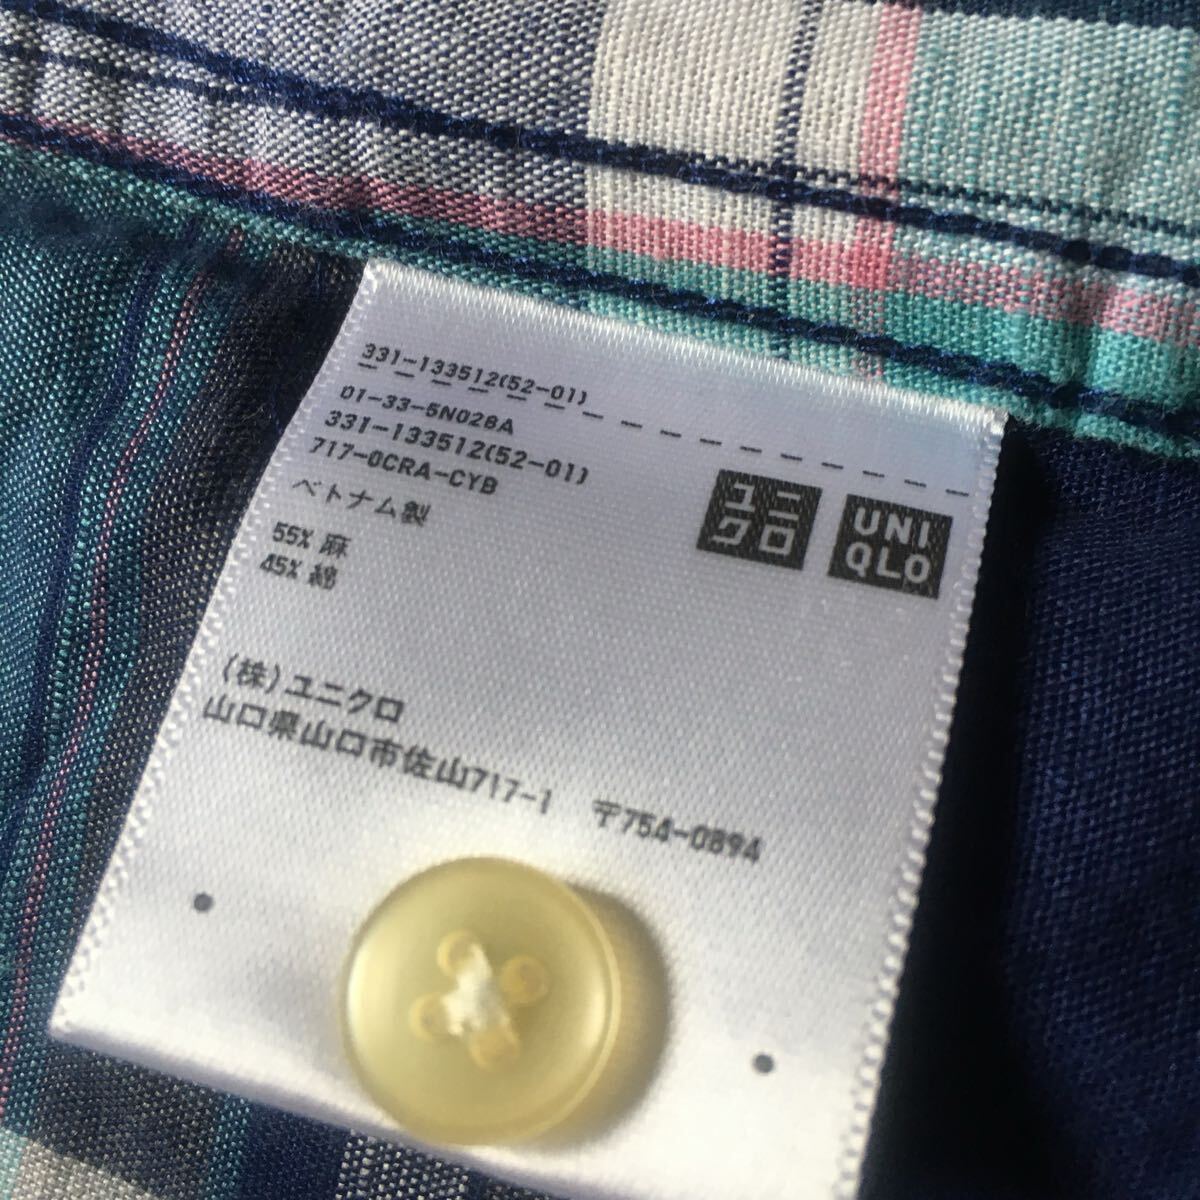 331-133512(52-01)
01-33-5N028A
331-133512(52-01)
717-0CRA-CYB
ベトナム製
55% 麻
45% 綿
ユニ
クロ
UNI
QLO
(株)ユニクロ
山口県山口市佐山717-1 〒754-0894